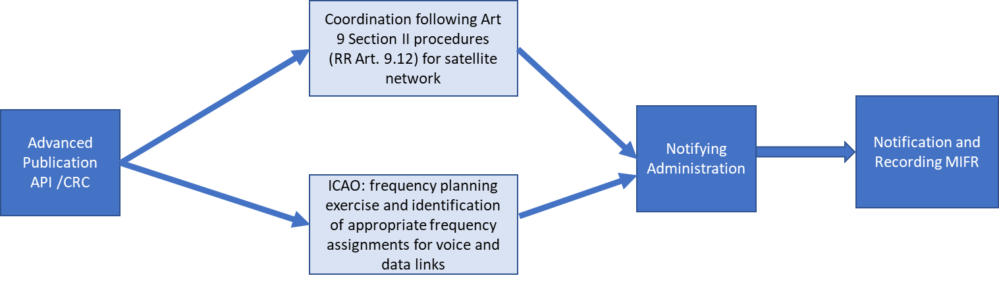 Advanced
Publication
API /CRC
Coordination following Art
9 Section II procedures
(RR Art. 9.12) for satellite
network
ICAO: frequency planning
exercise and identification
of appropriate frequency
assignments for voice and
data links
Notifying
Administration
Notification and
Recording MIFR